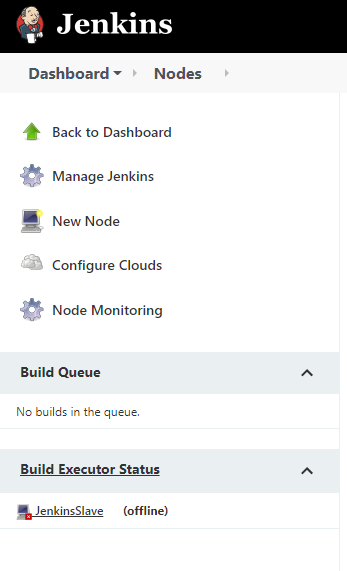 Jenkins
Dashboard Nodes
Back to Dashboard
Manage Jenkins
New Node
Configure Clouds
Node Monitoring
Build Queue
No builds in the queue.
Build Executor Status
JenkinsSlave (offline)